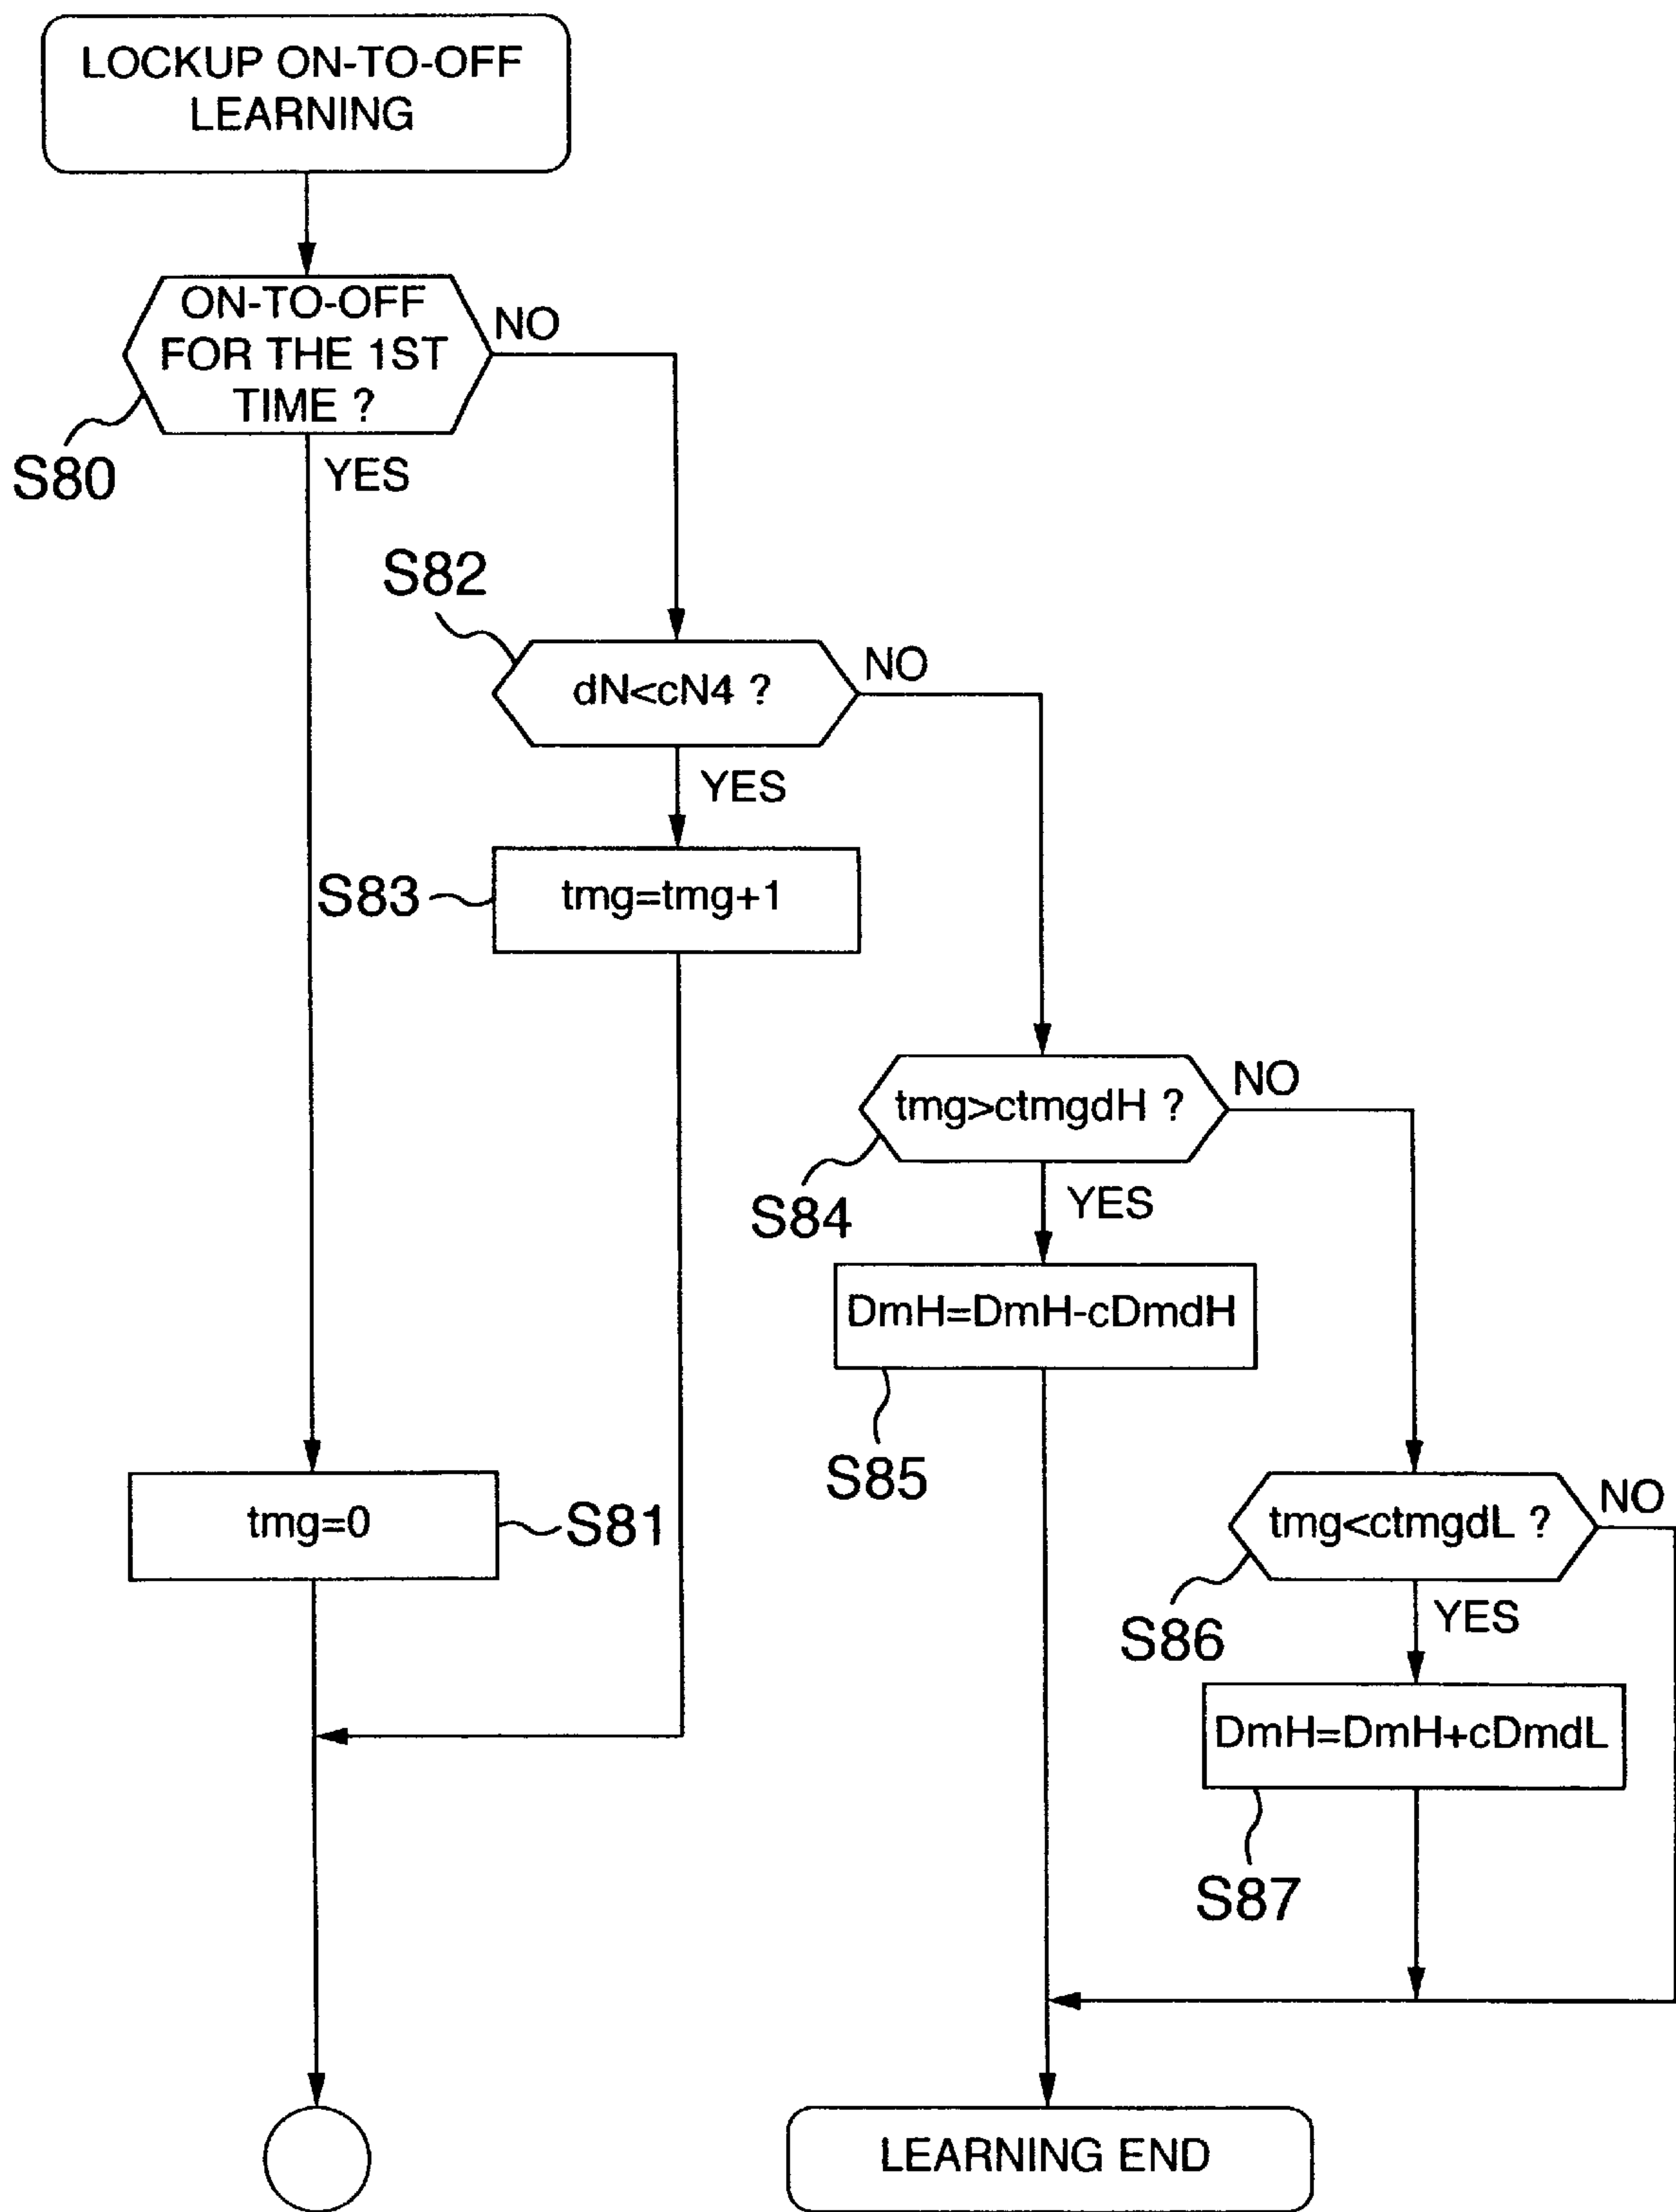 LOCKUP ON-TO-OFF
LEARNING
ON-TO-OFF
FOR THE 1ST
TIME ?
NO
S80
YES
S82
dN<cN4 ?
NO
YES
S83
tmg=tmg+1
tmg>ctmgdH ?
NO
S84
YES
DmH=DmH-cDmdH
S85
tmg=0
S81
tmg<ctmgdL ?
NO
S86
YES
DmH=DmH+cDmdL
S87
LEARNING END